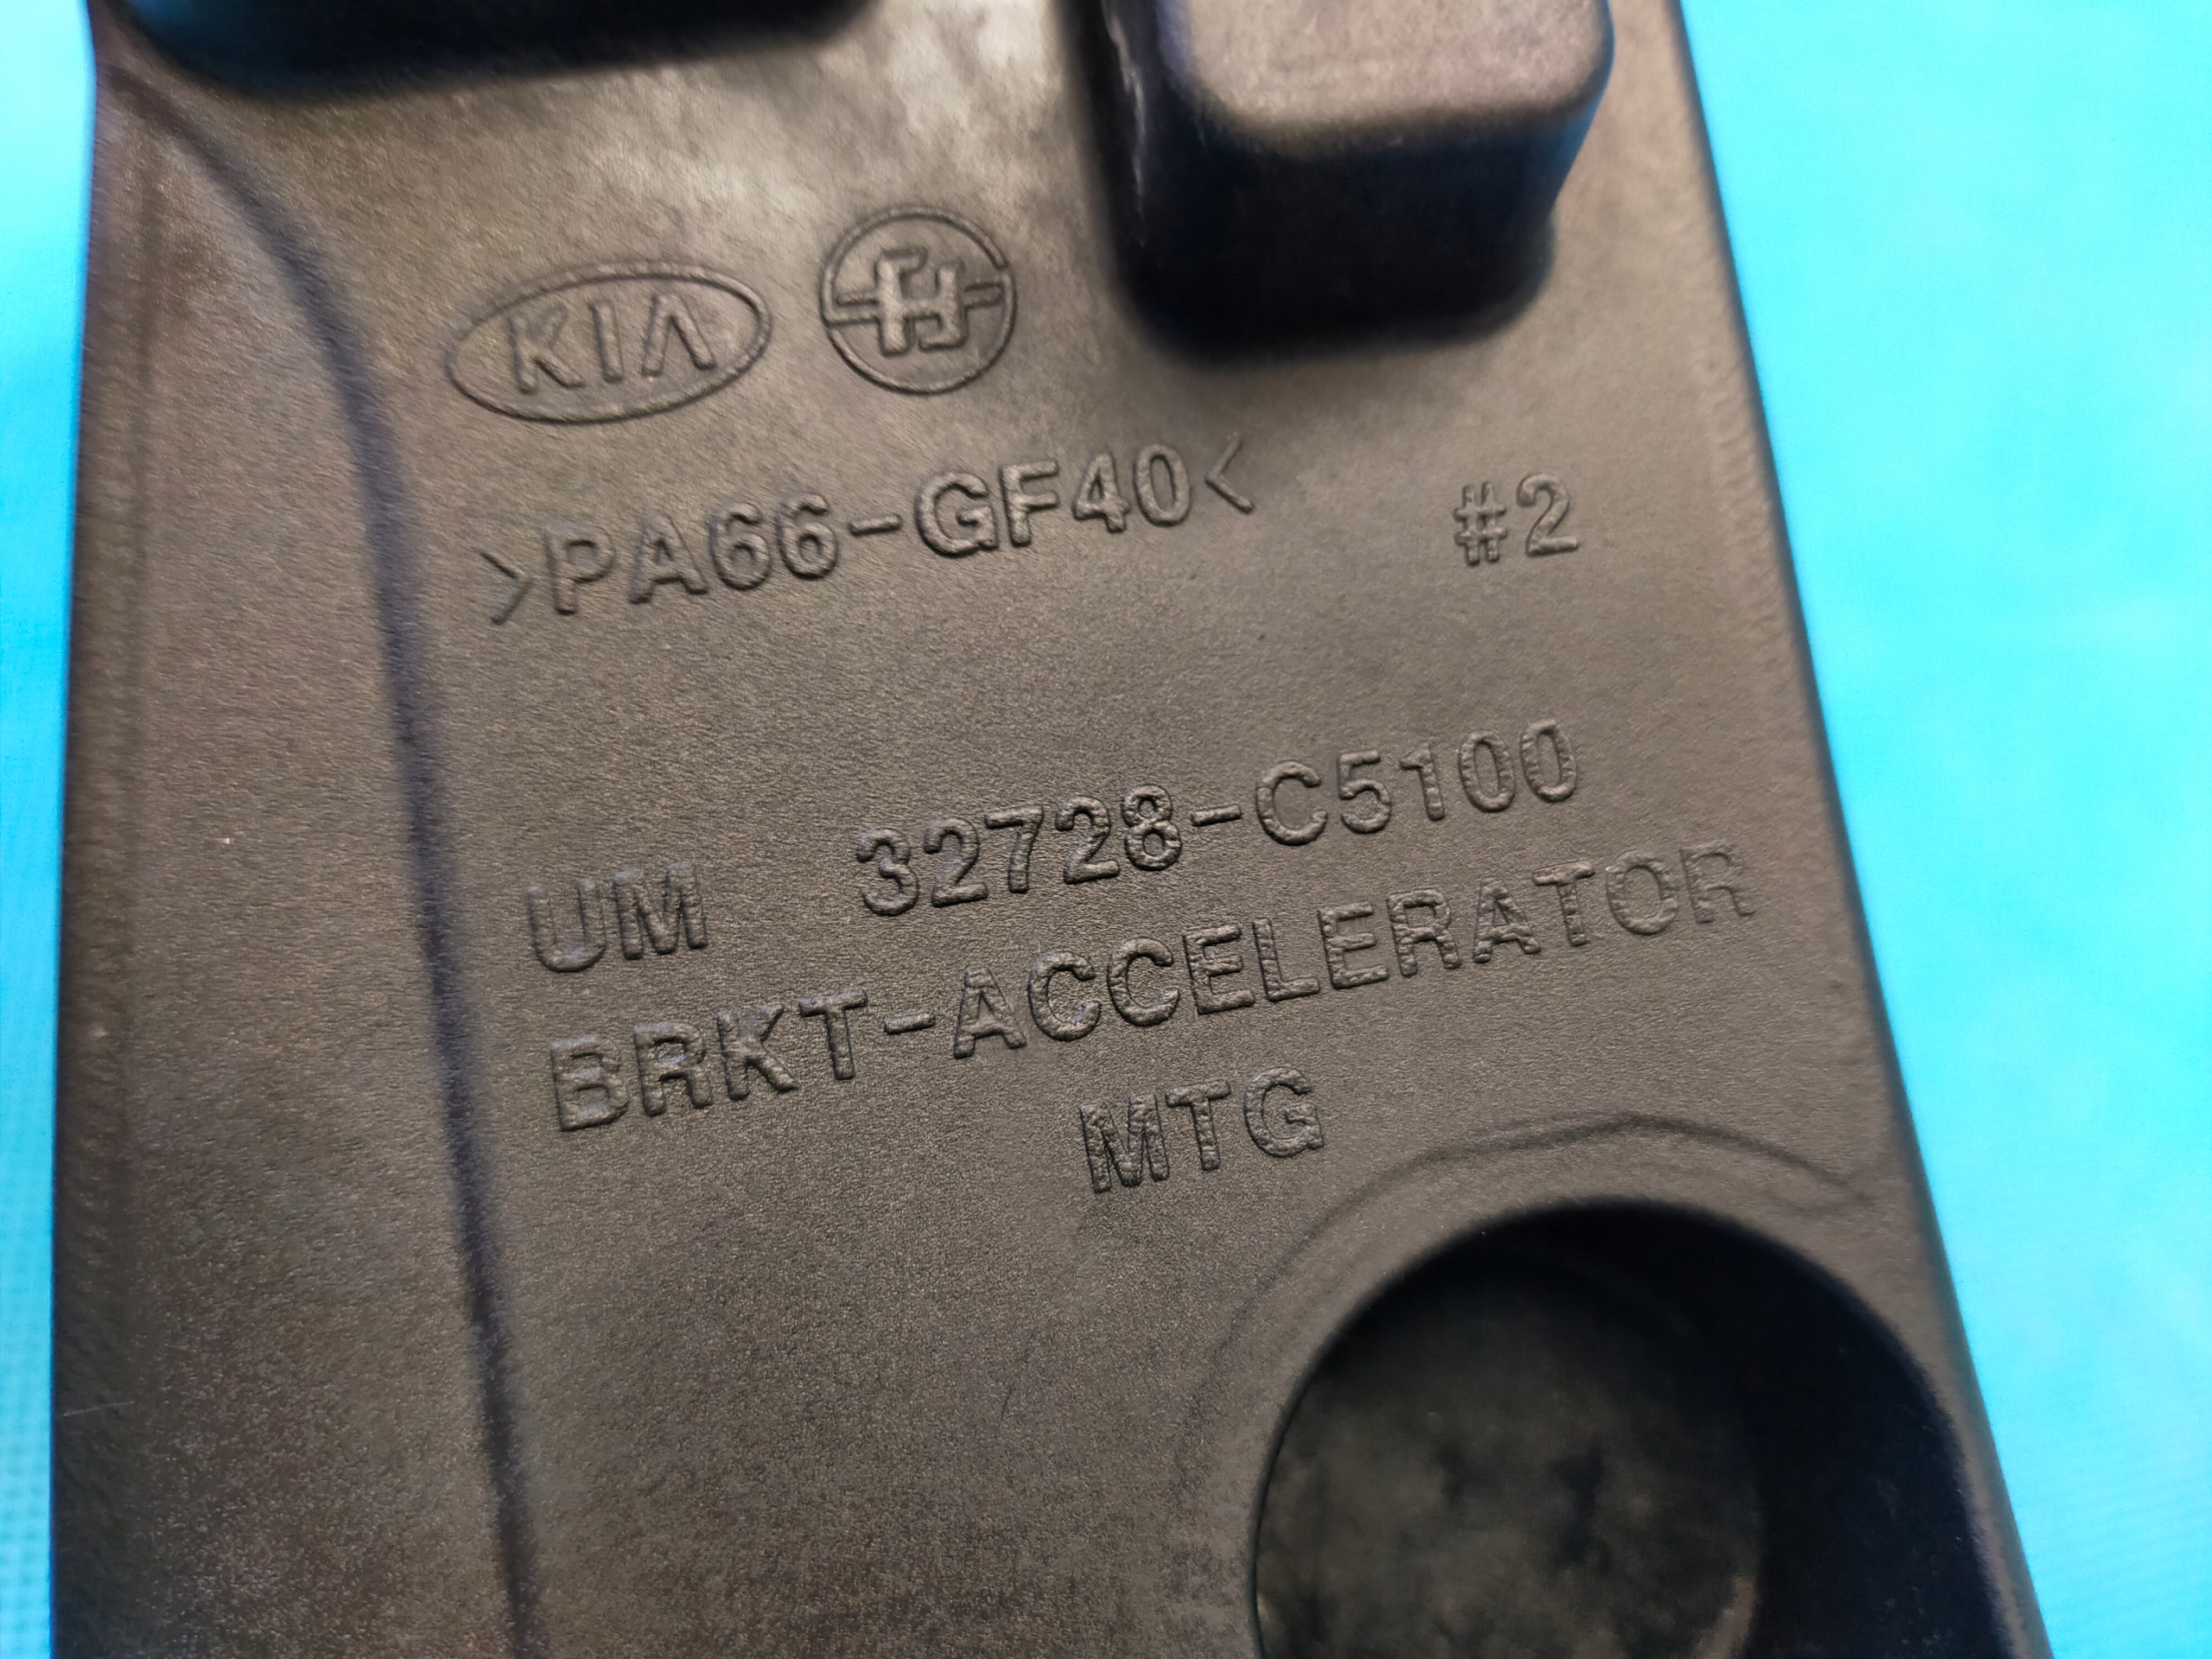 KIA
>PA66-GF40< #2
UM 32728-C5100
BRKT-ACCELERATOR
MTG